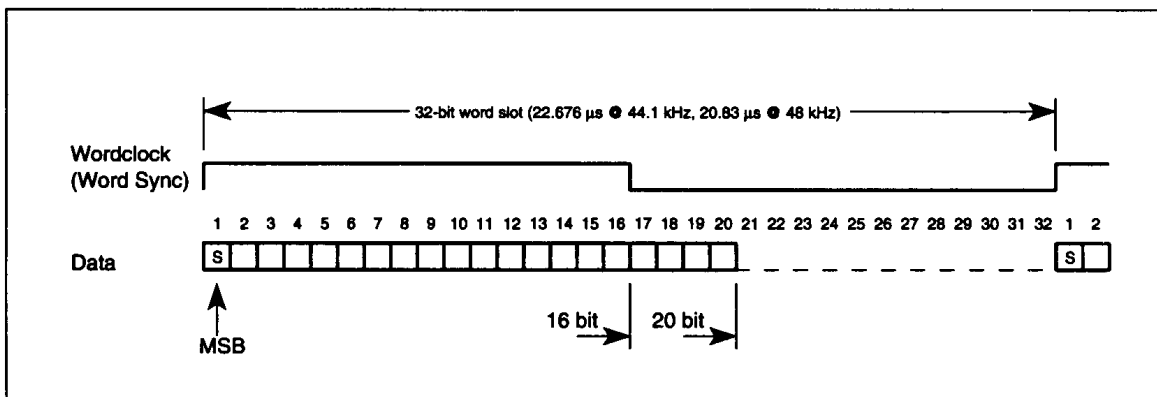 32-bit word slot (22.676 μs @ 44.1 kHz, 20.83 μs @ 48 kHz)
Wordclock
(Word Sync)
1 2 3 4 5 6 7 8 9 10 11 12 13 14 15 16 17 18 19 20 21 22 23 24 25 26 27 28 29 30 31 32 1 2
Data S S
16 bit 20 bit
MSB